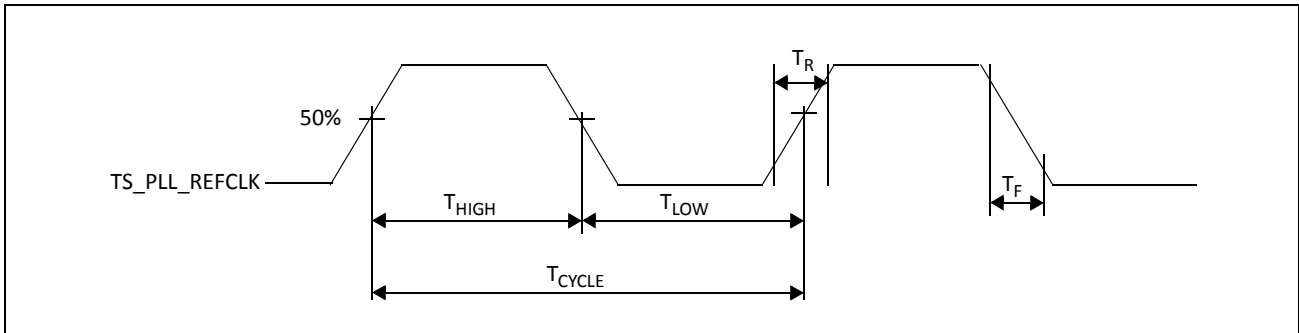 T_R
50%
TS_PLL_REFCLK
T_HIGH
T_LOW
T_F
T_CYCLE